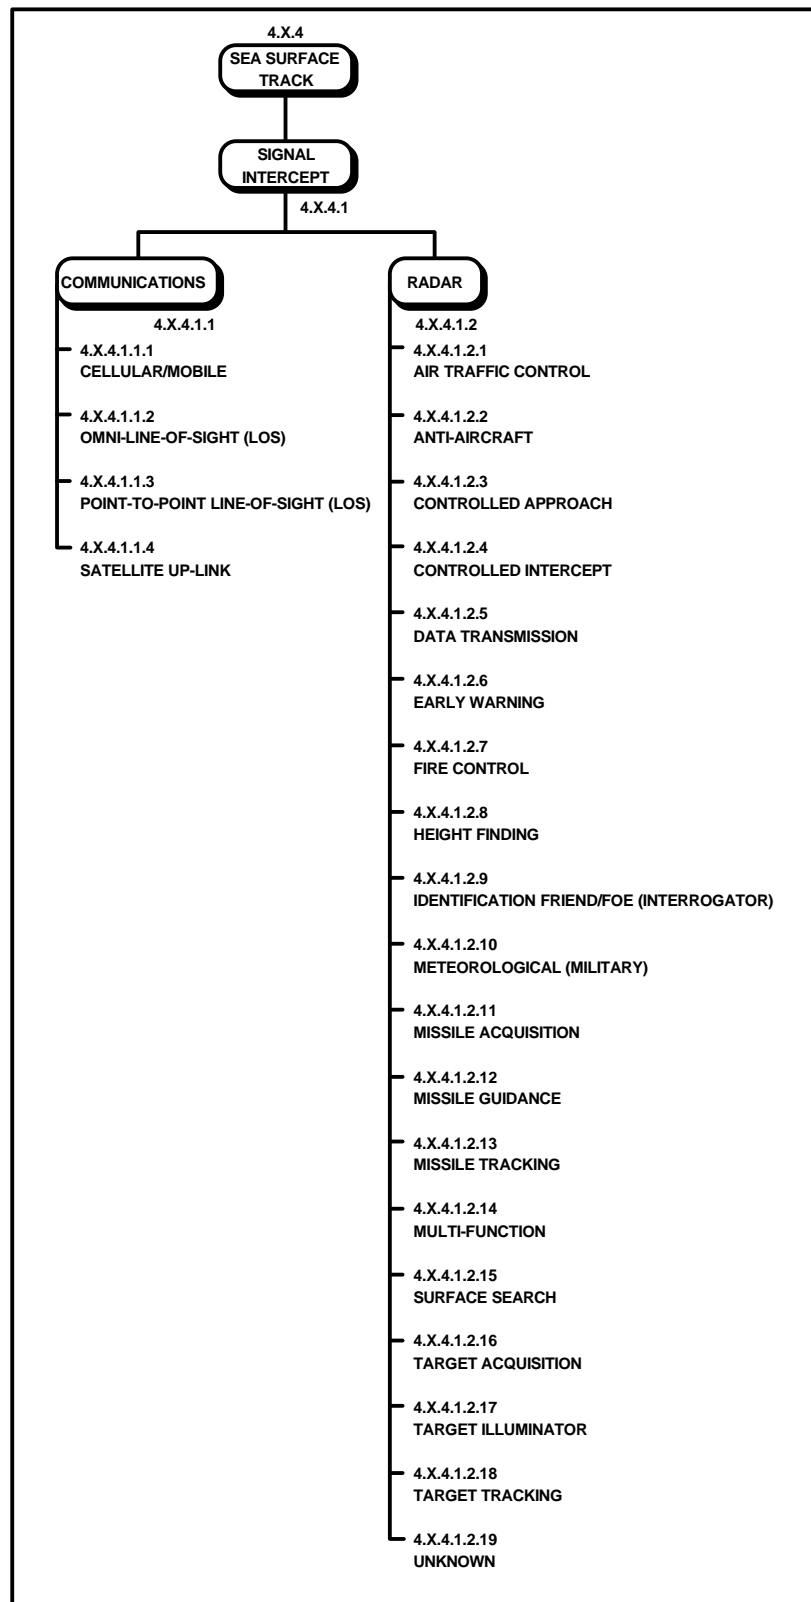 4.X.4
SEA SURFACE
TRACK
SIGNAL
INTERCEPT
4.X.4.1
COMMUNICATIONS
4.X.4.1.1
4.X.4.1.1.1
CELLULAR/MOBILE
4.X.4.1.1.2
OMNI-LINE-OF-SIGHT (LOS)
4.X.4.1.1.3
POINT-TO-POINT LINE-OF-SIGHT (LOS)
4.X.4.1.1.4
SATELLITE UP-LINK
RADAR
4.X.4.1.2
4.X.4.1.2.1
AIR TRAFFIC CONTROL
4.X.4.1.2.2
ANTI-AIRCRAFT
4.X.4.1.2.3
CONTROLLED APPROACH
4.X.4.1.2.4
CONTROLLED INTERCEPT
4.X.4.1.2.5
DATA TRANSMISSION
4.X.4.1.2.6
EARLY WARNING
4.X.4.1.2.7
FIRE CONTROL
4.X.4.1.2.8
HEIGHT FINDING
4.X.4.1.2.9
IDENTIFICATION FRIEND/FOE (INTERROGATOR)
4.X.4.1.2.10
METEOROLOGICAL (MILITARY)
4.X.4.1.2.11
MISSILE ACQUISITION
4.X.4.1.2.12
MISSILE GUIDANCE
4.X.4.1.2.13
MISSILE TRACKING
4.X.4.1.2.14
MULTI-FUNCTION
4.X.4.1.2.15
SURFACE SEARCH
4.X.4.1.2.16
TARGET ACQUISITION
4.X.4.1.2.17
TARGET ILLUMINATOR
4.X.4.1.2.18
TARGET TRACKING
4.X.4.1.2.19
UNKNOWN